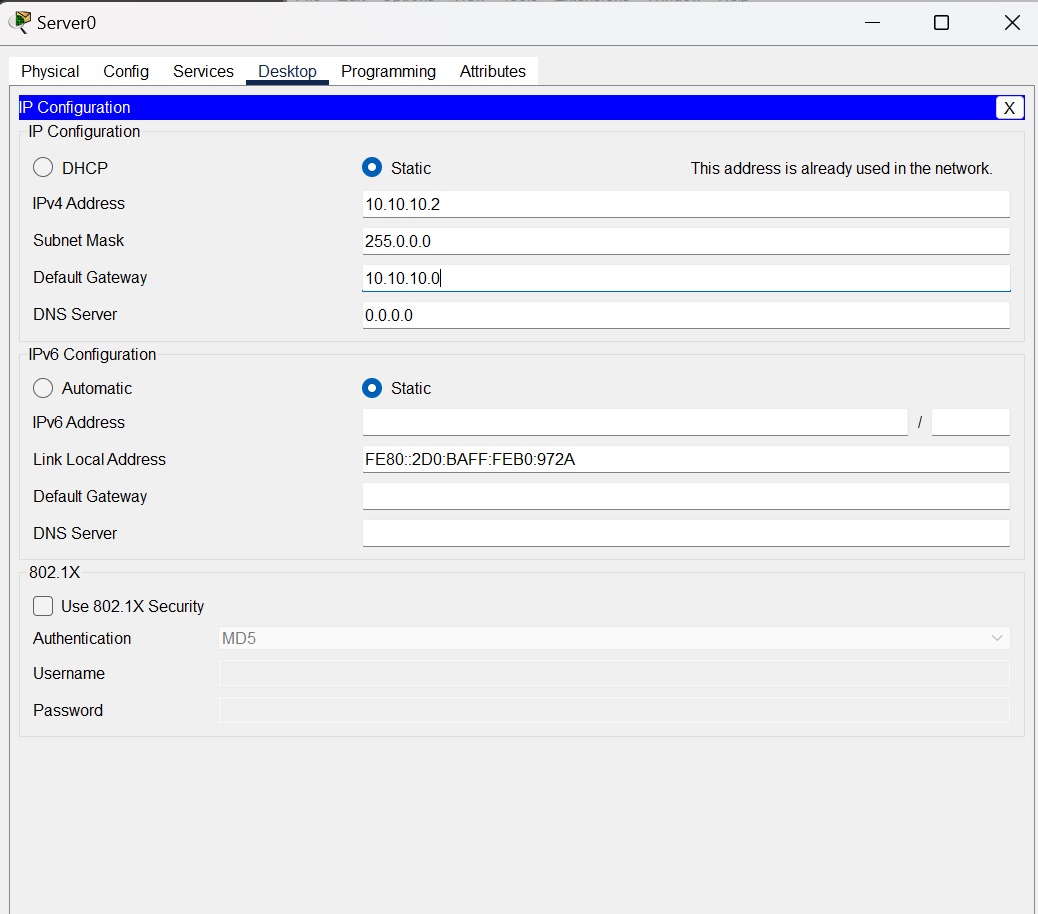 Server0
X
Physical Config Services Desktop Programming Attributes
IP Configuration X
IP Configuration
DHCP Static This address is already used in the network.
IPv4 Address 10.10.10.2
Subnet Mask 255.0.0.0
Default Gateway 10.10.10.0
DNS Server 0.0.0.0
IPv6 Configuration
Automatic Static
IPv6 Address /
Link Local Address FE80::2D0:BAFF:FEB0:972A
Default Gateway
DNS Server
802.1X
Use 802.1X Security
Authentication MD5
Username
Password